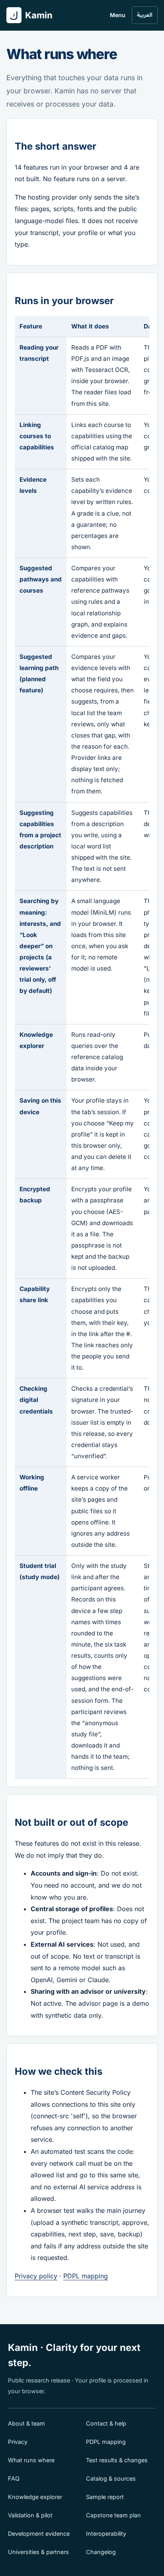 Kamin
Menu
العربية
What runs where
Everything that touches your data runs in
your browser. Kamin has no server that
receives or processes your data.
The short answer
14 features run in your browser and 4 are
not built. No feature runs on a server.
The hosting provider only sends the site’s
files: pages, scripts, fonts and the public
language-model files. It does not receive
your transcript, your profile or what you
type.
Runs in your browser
Feature
What it does
Reading your
transcript
Reads a PDF with
PDF.js and an image
with Tesseract OCR,
inside your browser.
The reader files load
from this site.
Linking
courses to
capabilities
Links each course to
capabilities using the
official catalog map
shipped with the site.
Evidence
levels
Sets each
capability’s evidence
level by written rules.
A grade is a clue, not
a guarantee; no
percentages are
shown.
Suggested
pathways and
courses
Compares your
capabilities with
reference pathways
using rules and a
local relationship
graph, and explains
evidence and gaps.
Suggested
learning path
(planned
feature)
Compares your
evidence levels with
what the field you
choose requires, then
suggests, from a
local list the team
reviews, only what
closes that gap, with
the reason for each.
Provider links are
display text only;
nothing is fetched
from them.
Suggesting
capabilities
from a project
description
Suggests capabilities
from a description
you write, using a
local word list
shipped with the site.
The text is not sent
anywhere.
Searching by
meaning:
interests, and
“Look
deeper” on
projects (a
reviewers’
trial only, off
by default)
A small language
model (MiniLM) runs
in your browser. It
loads from this site
once, when you ask
for it; no remote
model is used.
Knowledge
explorer
Runs read-only
queries over the
reference catalog
data inside your
browser.
Saving on this
device
Your profile stays in
the tab’s session. If
you choose “Keep my
profile” it is kept in
this browser only,
and you can delete it
at any time.
Encrypted
backup
Encrypts your profile
with a passphrase
you choose (AES-
GCM) and downloads
it as a file. The
passphrase is not
kept and the backup
is not uploaded.
Capability
share link
Encrypts only the
capabilities you
choose and puts
them, with their key,
in the link after the #.
The link reaches only
the people you send
it to.
Checking
digital
credentials
Checks a credential’s
signature in your
browser. The trusted-
issuer list is empty in
this release, so every
credential stays
“unverified”.
Working
offline
A service worker
keeps a copy of the
site’s pages and
public files so it
opens offline. It
ignores any address
outside the site.
Student trial
(study mode)
Only with the study
link and after the
participant agrees.
Records on this
device a few step
names with times
rounded to the
minute, the six task
results, counts only
of how the
suggestions were
used, and the end-of-
session form. The
participant reviews
the “anonymous
study file”,
downloads it and
hands it to the team;
nothing is sent.
Not built or out of scope
These features do not exist in this release.
We do not imply that they do.
Accounts and sign-in: Do not exist.
You need no account, and we do not
know who you are.
Central storage of profiles: Does not
exist. The project team has no copy of
your profile.
External AI services: Not used, and
out of scope. No text or transcript is
sent to a remote model such as
OpenAI, Gemini or Claude.
Sharing with an advisor or university:
Not active. The advisor page is a demo
with synthetic data only.
How we check this
The site’s Content Security Policy
allows connections to this site only
(connect-src 'self'), so the browser
refuses any connection to another
service.
An automated test scans the code:
every network call must be on the
allowed list and go to this same site,
and no external AI service address is
allowed.
A browser test walks the main journey
(upload a synthetic transcript, approve,
capabilities, next step, save, backup)
and fails if any address outside the site
is requested.
Privacy policy · PDPL mapping
Kamin · Clarity for your next
step.
Public research release · Your profile is processed in
your browser.
About & team
Contact & help
Privacy
PDPL mapping
What runs where
Test results & changes
FAQ
Catalog & sources
Knowledge explorer
Sample report
Validation & pilot
Capstone team plan
Development evidence
Interoperability
Universities & partners
Changelog